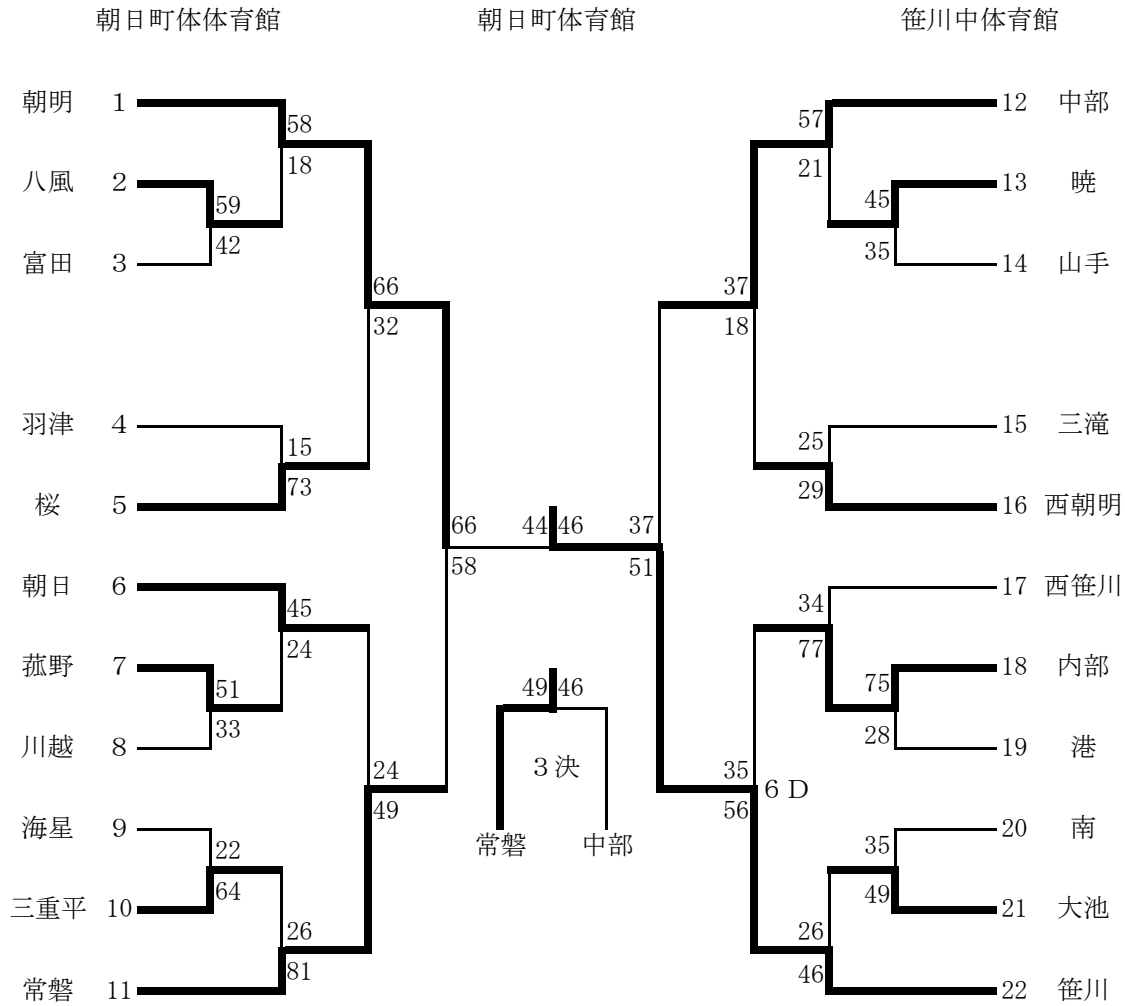 朝日町体体育館 朝日町体育館 笹川中体育館
朝明 1 12 中部
58 57
18 21
八風 2 13 暁
59 45
42 35
富田 3 14 山手
66 37
32 18
羽津 4 15 三滝
15 25
73 29
桜 5 16 西朝明
66 44 46 37
58 51
朝日 6 17 西笹川
45 34
24 77
菰野 7 18 内部
51 49 46 75
33 28
川越 8 19 港
3決
24 35
6D
49 56
海星 9 20 南
常磐 中部
22 35
64 49
三重平 10 21 大池
26 26
81 46
常磐 11 22 笹川